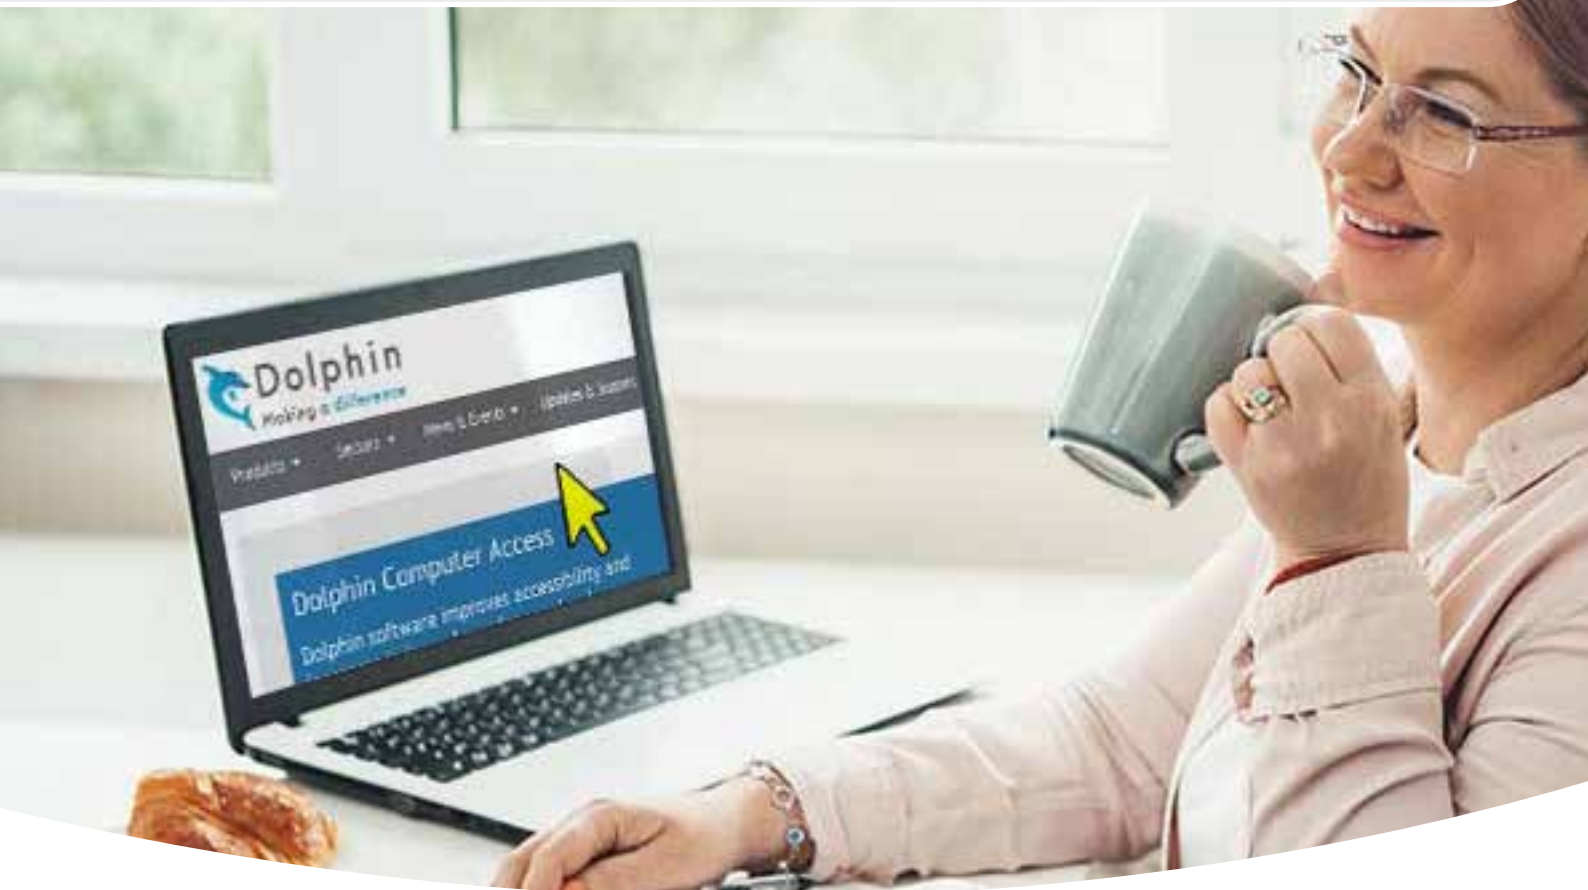 Dolphin
Making a difference
Products Sectors News & Events Updates & Support
Dolphin Computer Access
Dolphin software improves accessibility and